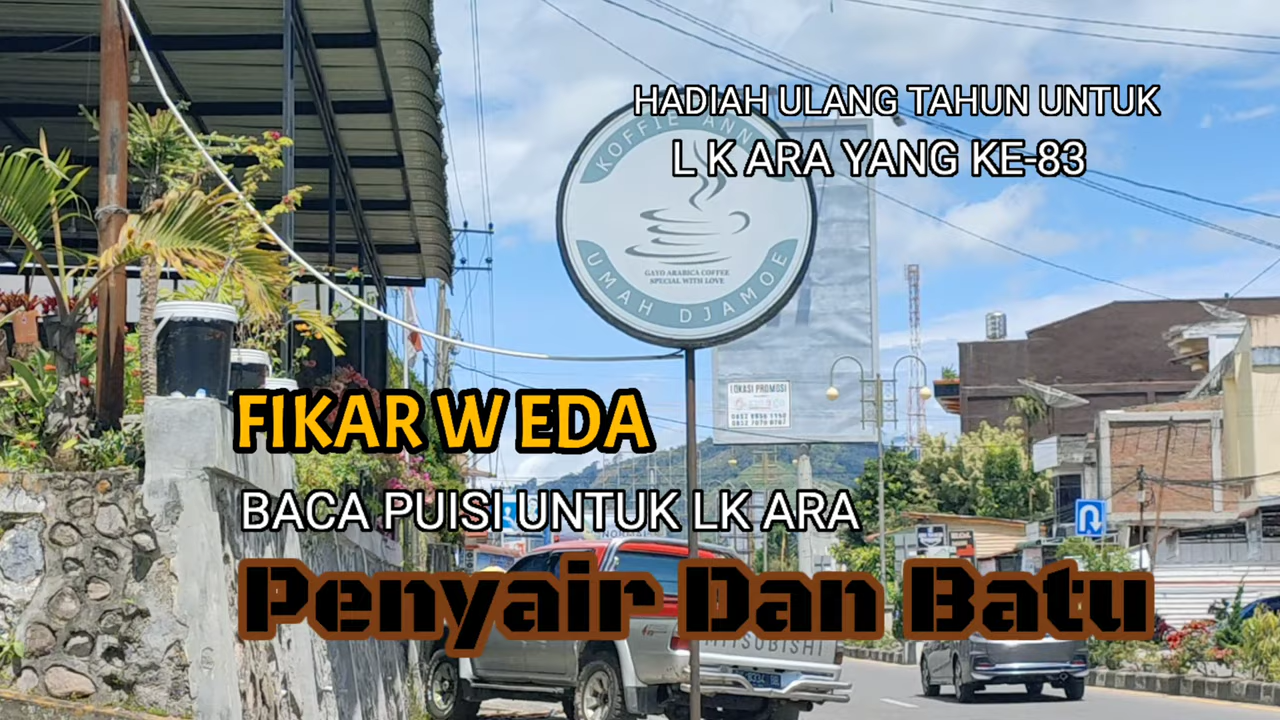 HADIAH ULANG TAHUN UNTUK
L K ARA YANG KE-83
KOFFIE ANN
GAYO ARABICA COFFEE
SPECIAL WITH LOVE
UMAH DJAMOE
LOKASI PROMOSI
FIKAR W EDA
BACA PUISI UNTUK LK ARA
Penyair Dan Batu
MITSUBISHI